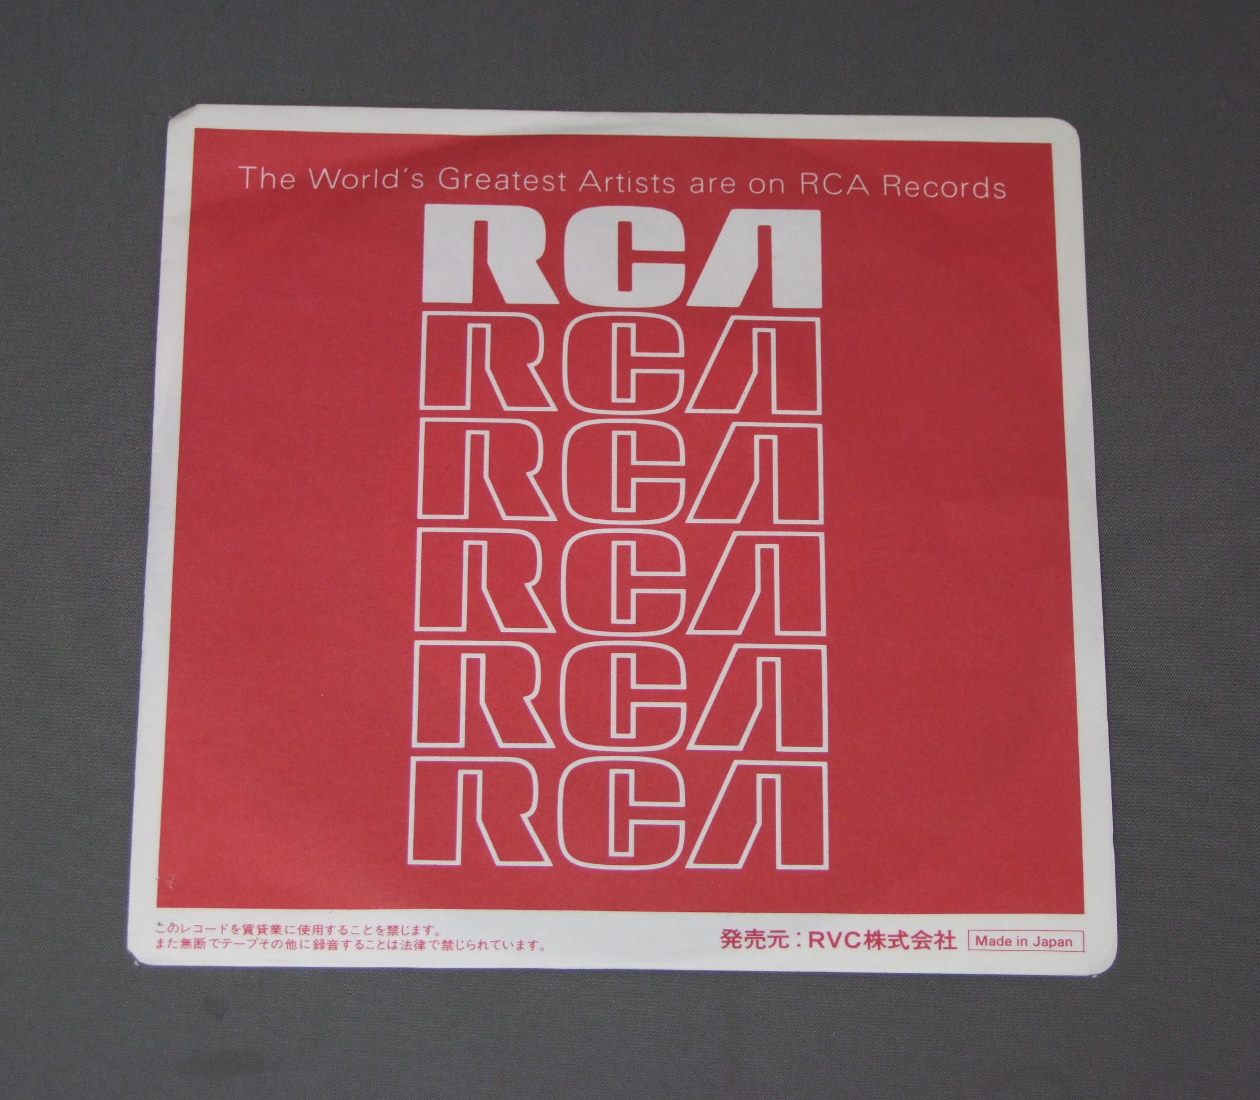 The World's Greatest Artists are on RCA Records
RCA
RCA
RCA
RCA
RCA
RCA
このレコードを賃貸業に使用することを禁じます。
また無断でテープその他に録音することは法律で禁じられています。
発売元：RVC株式会社 Made in Japan